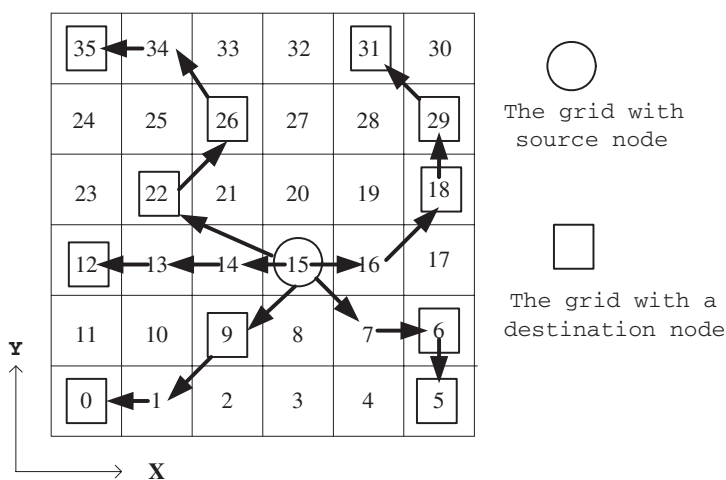 35 34 33 32 31 30
24 25 26 27 28 29
23 22 21 20 19 18
12 13 14 15 16 17
11 10 9 8 7 6
0 1 2 3 4 5
Y
X
The grid with
source node
The grid with a
destination node